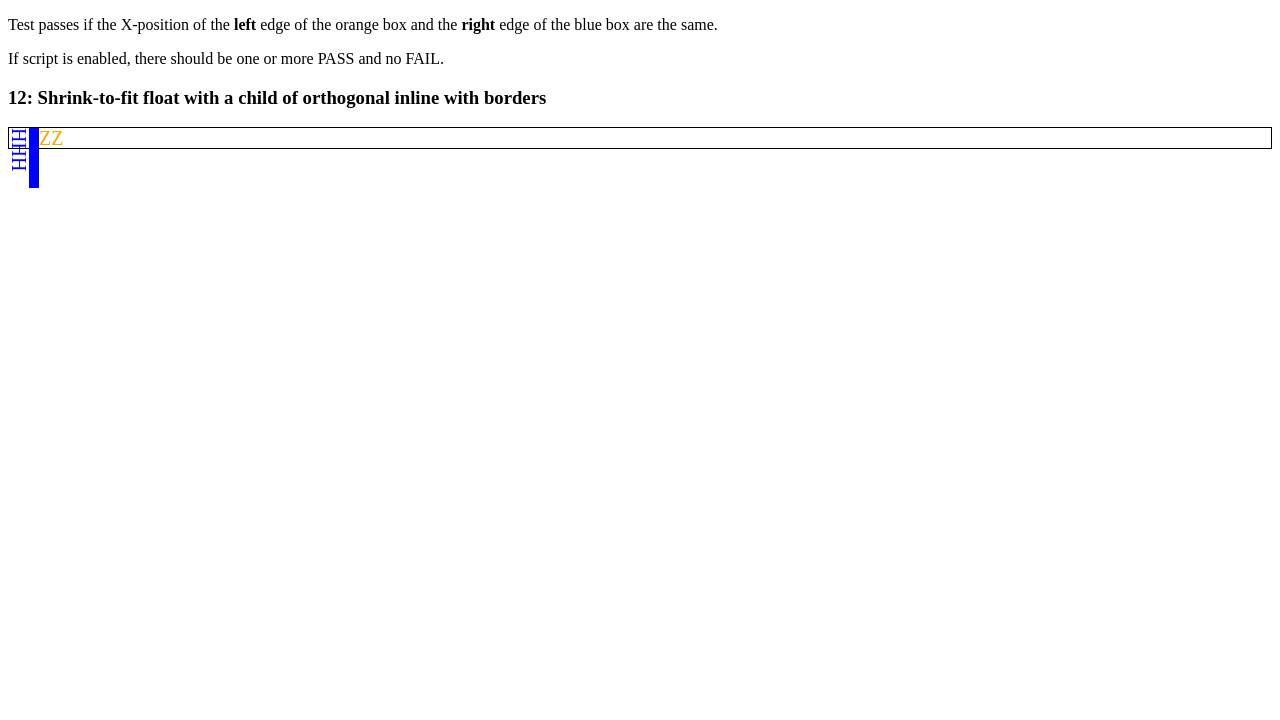 Test passes if the X-position of the left edge of the orange box and the right edge of the blue box are the same.
If script is enabled, there should be one or more PASS and no FAIL.
12: Shrink-to-fit float with a child of orthogonal inline with borders
HHH
ZZ